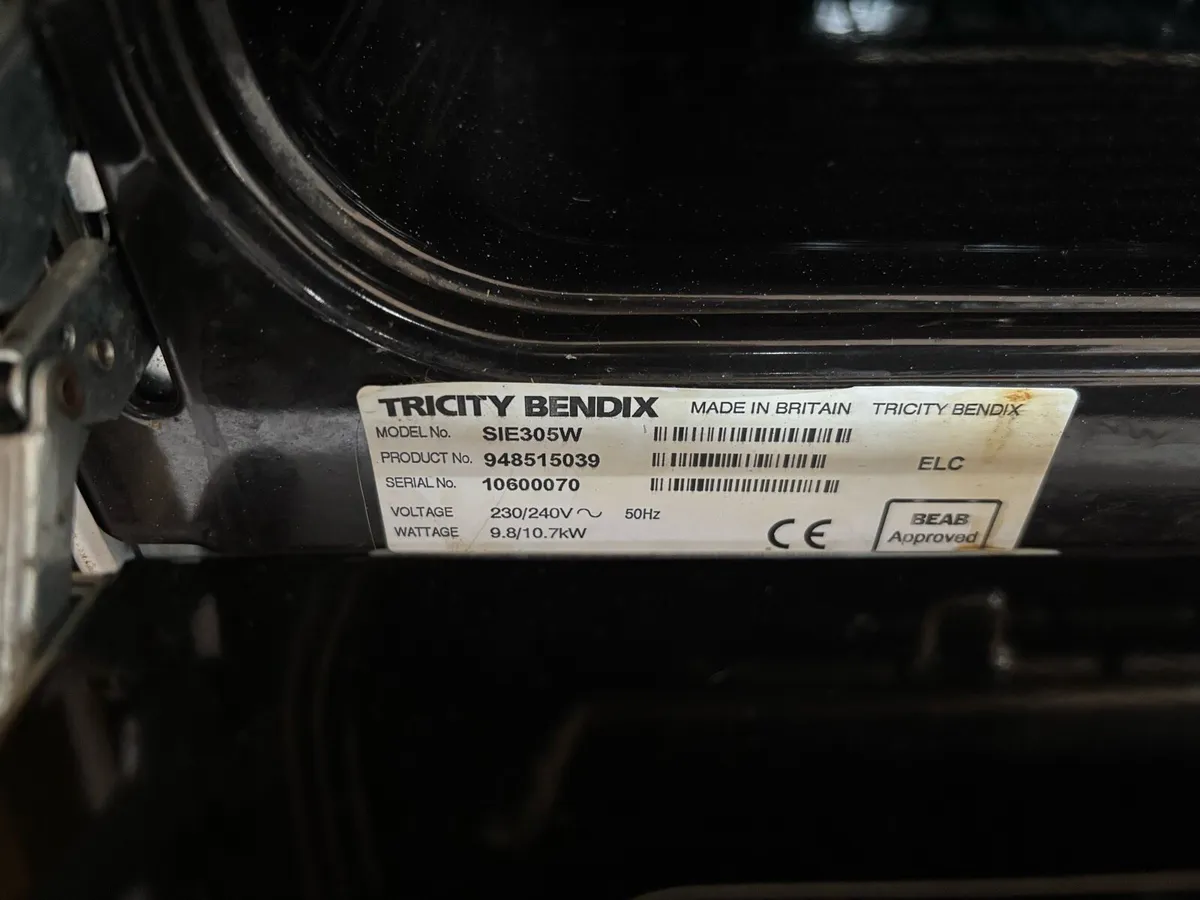 TRICITY BENDIX MADE IN BRITAIN TRICITY BENDIX
MODEL No. SIE305W
PRODUCT No. 948515039 ELC
SERIAL No. 10600070
VOLTAGE 230/240V ~ 50Hz
WATTAGE 9.8/10.7kW
CE
BEAB
Approved